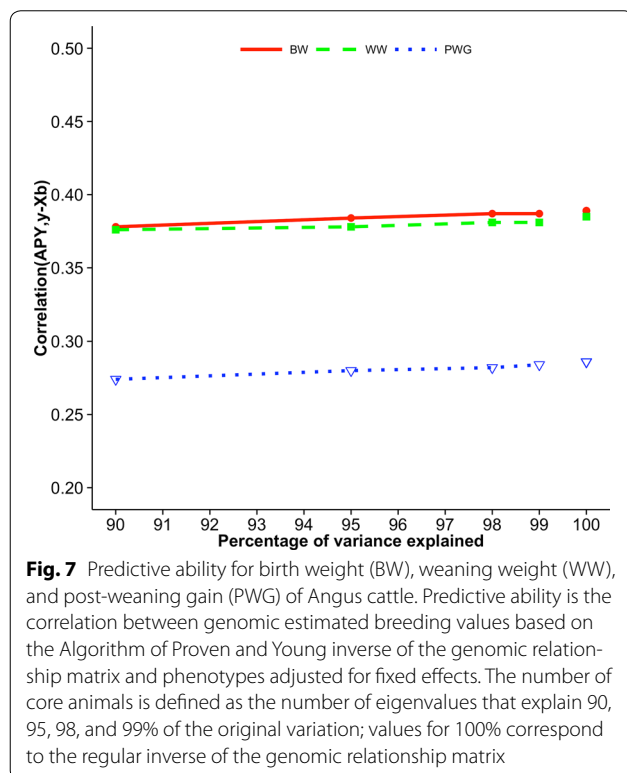 BW WW PWG
0.50
0.45
0.40
0.35
0.30
0.25
0.20
Correlation(APY,y-Xb)
90 91 92 93 94 95 96 97 98 99 100
Percentage of variance explained
Fig. 7 Predictive ability for birth weight (BW), weaning weight (WW),
and post-weaning gain (PWG) of Angus cattle. Predictive ability is the
correlation between genomic estimated breeding values based on
the Algorithm of Proven and Young inverse of the genomic relation-
ship matrix and phenotypes adjusted for fixed effects. The number of
core animals is defined as the number of eigenvalues that explain 90,
95, 98, and 99% of the original variation; values for 100% correspond
to the regular inverse of the genomic relationship matrix